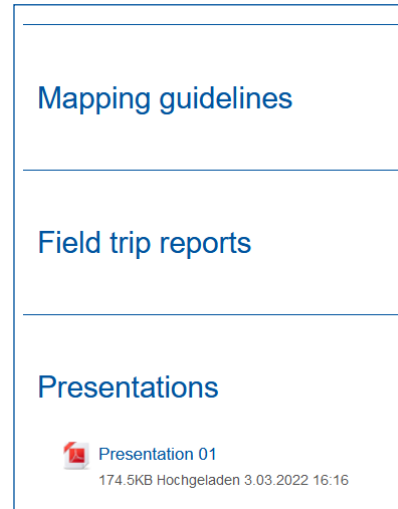 Mapping guidelines
Field trip reports
Presentations
Presentation 01
174.5KB Hochgeladen 3.03.2022 16:16